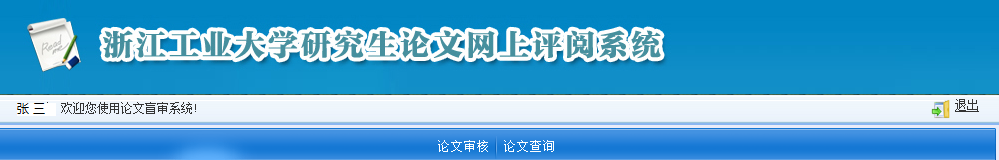 Read me
浙江工业大学研究生论文网上评阅系统
张 三 欢迎您使用论文盲审系统!
退出
论文审核 论文查询